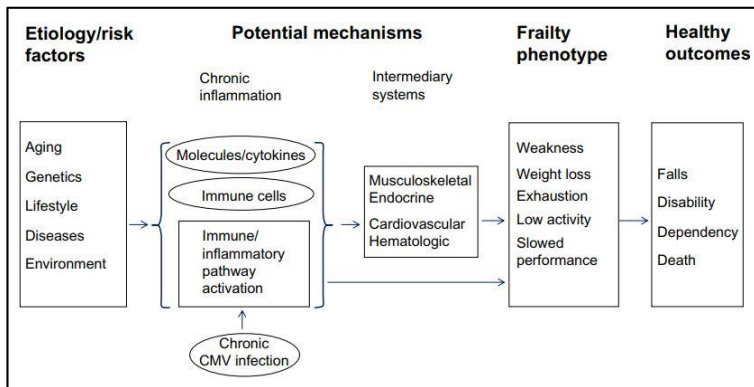 Etiology/risk
factors
Potential mechanisms
Frailty
phenotype
Healthy
outcomes
Chronic
inflammation
Intermediary
systems
Aging
Genetics
Lifestyle
Diseases
Environment
Molecules/cytokines
Immune cells
Immune/
inflammatory
pathway
activation
Chronic
CMV infection
Musculoskeletal
Endocrine
Cardiovascular
Hematologic
Weakness
Weight loss
Exhaustion
Low activity
Slowed
performance
Falls
Disability
Dependency
Death